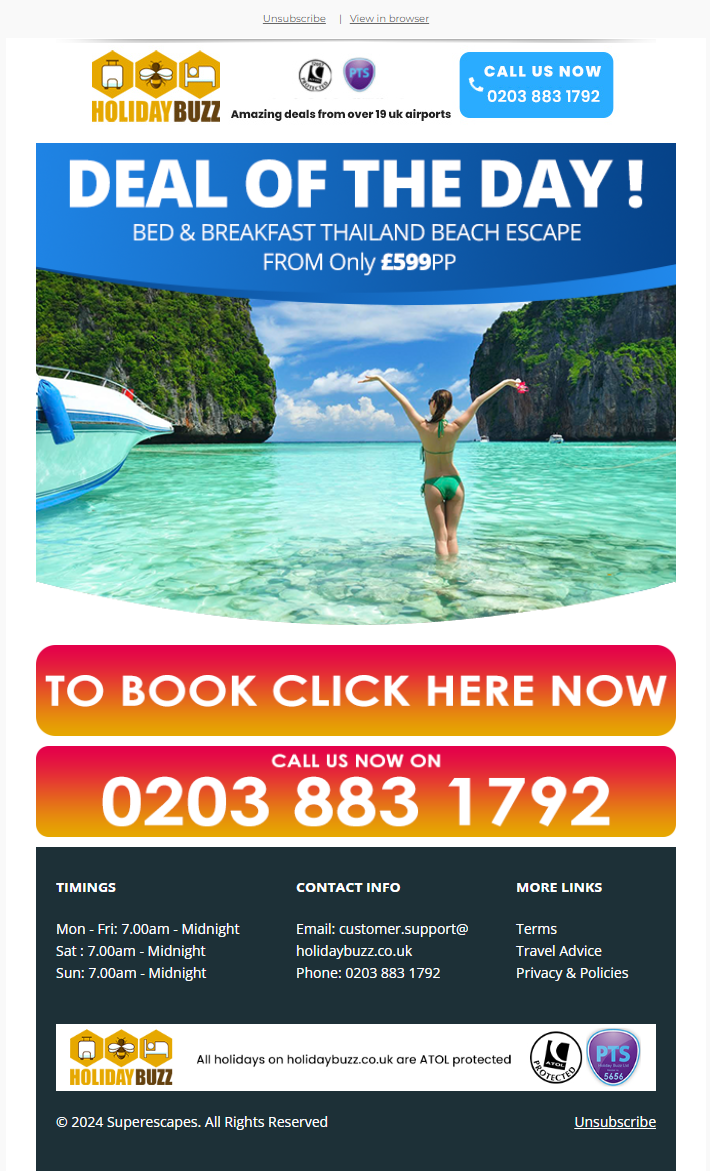 Unsubscribe | View in browser
HOLIDAYBUZZ
PROTECTED
PTS
Amazing deals from over 19 uk airports
CALL US NOW
0203 883 1792
DEAL OF THE DAY !
BED & BREAKFAST THAILAND BEACH ESCAPE
FROM Only £599PP
TO BOOK CLICK HERE NOW
CALL US NOW ON
0203 883 1792
TIMINGS
Mon - Fri: 7.00am - Midnight
Sat : 7.00am - Midnight
Sun: 7.00am - Midnight
CONTACT INFO
Email: customer.support@
holidaybuzz.co.uk
Phone: 0203 883 1792
MORE LINKS
Terms
Travel Advice
Privacy & Policies
HOLIDAYBUZZ
All holidays on holidaybuzz.co.uk are ATOL protected
ATOL
PROTECTED
PTS
5656
© 2024 Superescapes. All Rights Reserved
Unsubscribe